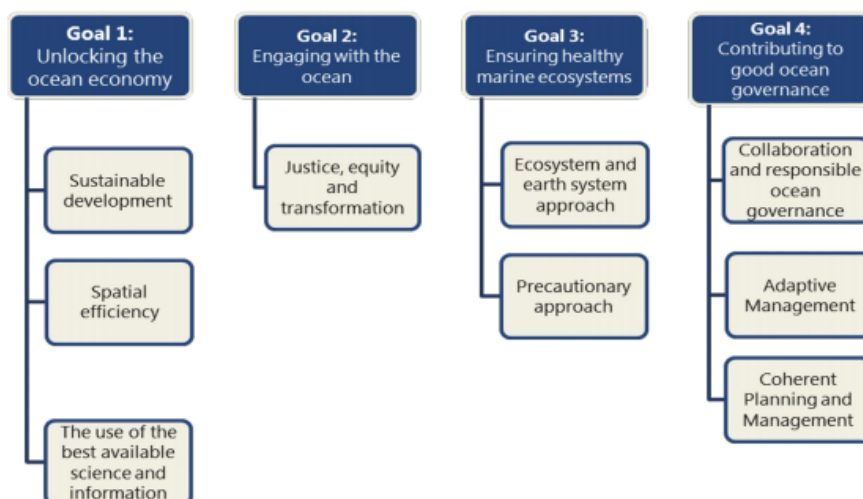 Goal 1:
Unlocking the
ocean economy
Sustainable
development
Spatial
efficiency
The use of the
best available
science and
information
Goal 2:
Engaging with the
ocean
Justice, equity
and
transformation
Goal 3:
Ensuring healthy
marine ecosystems
Ecosystem and
earth system
approach
Precautionary
approach
Goal 4:
Contributing to
good ocean
governance
Collaboration
and responsible
ocean
governance
Adaptive
Management
Coherent
Planning and
Management